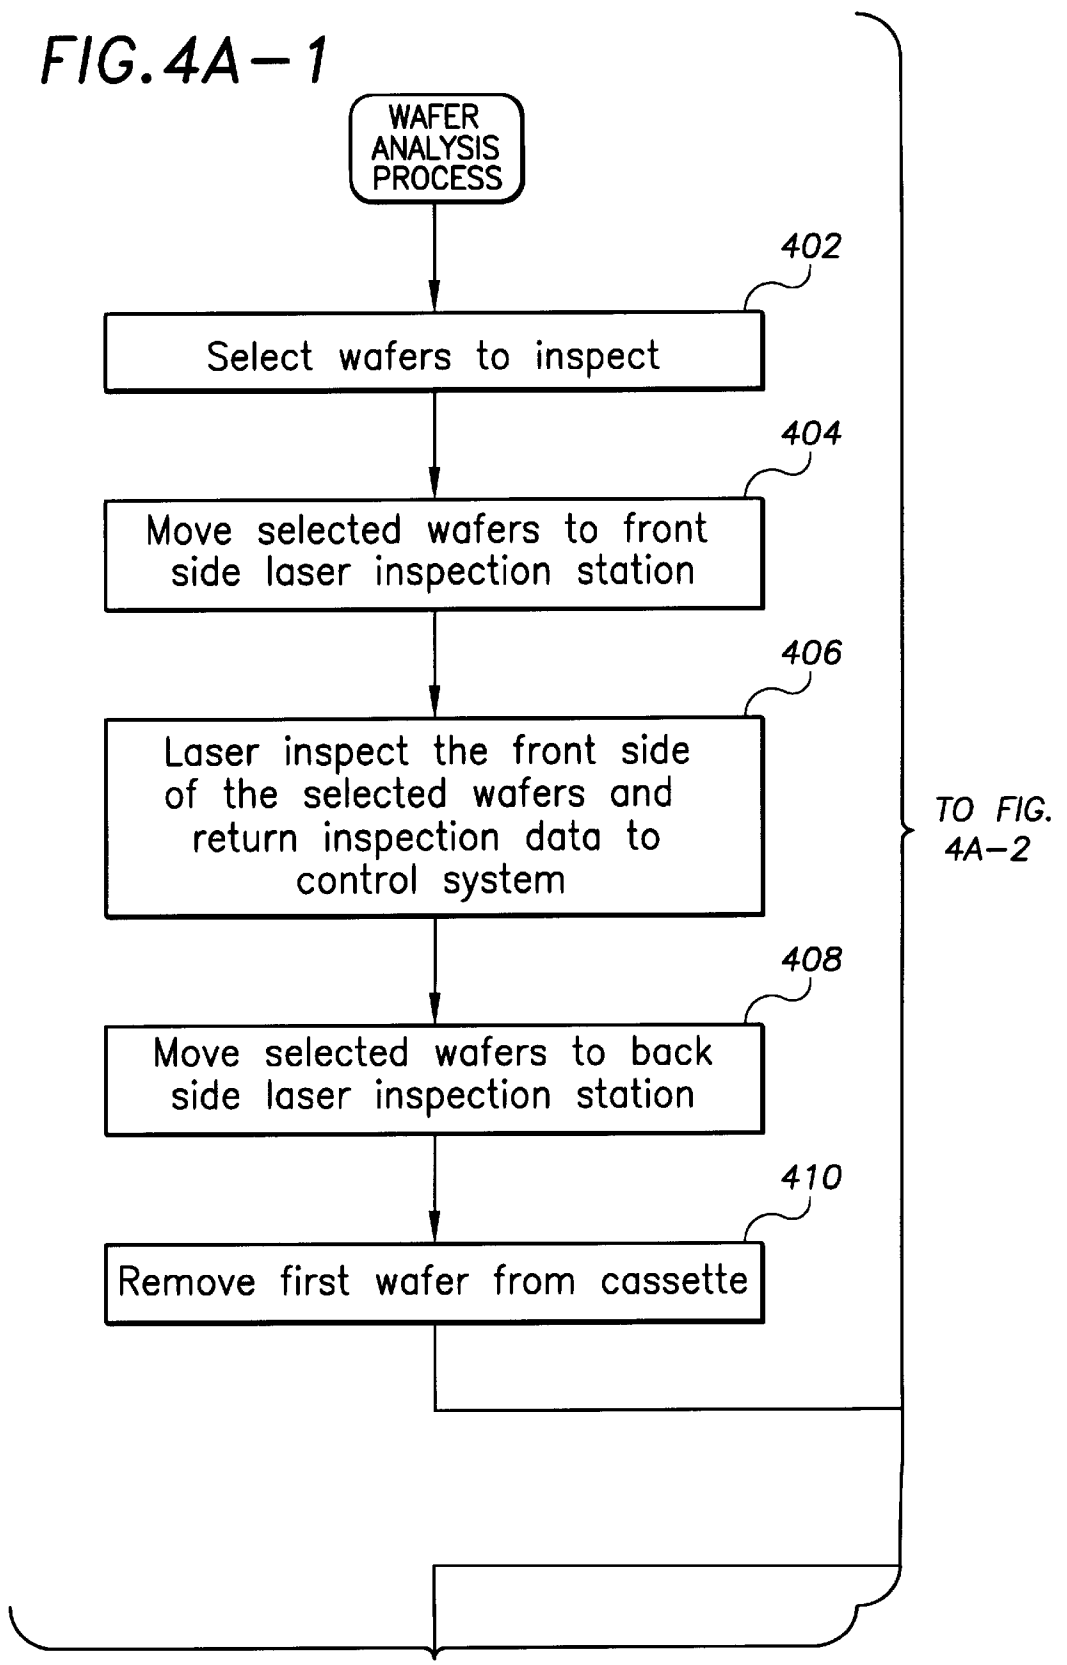 FIG.4A-1
WAFER
ANALYSIS
PROCESS
402
Select wafers to inspect
404
Move selected wafers to front
side laser inspection station
406
Laser inspect the front side
of the selected wafers and
return inspection data to
control system
TO FIG.
4A-2
408
Move selected wafers to back
side laser inspection station
410
Remove first wafer from cassette